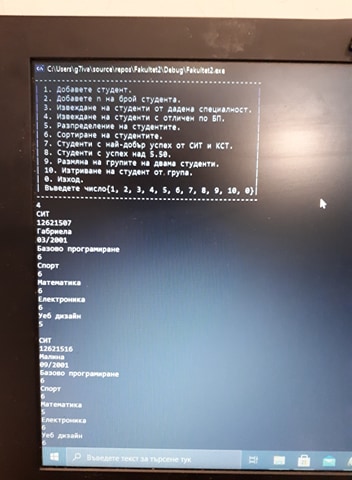 C:\Users\g7iva\source\repos\Fakultet2\Debug\Fakultet2.exe
1. Добавете студент.
2. Добавете n на брой студента.
3. Извеждане на студенти от дадена специалност.
4. Извеждане на студенти с отличен по БП.
5. Разпределение на студентите.
6. Сортиране на студентите.
7. Студенти с най-добър успех от СИТ и КСТ.
8. Студенти с успех над 5.50.
9. Размяна на групите на двама студенти.
10. Изтриване на студент от група.
0. Изход.
Въведете число{1, 2, 3, 4, 5, 6, 7, 8, 9, 10, 0}
4
СИТ
12621507
Габриела
03/2001
Базово програмиране
6
Спорт
6
Математика
6
Електроника
6
Уеб дизайн
5
СИТ
12621516
Малина
09/2001
Базово програмиране
6
Спорт
6
Математика
5
Електроника
6
Уеб дизайн
6
Въведете текст за търсене тук